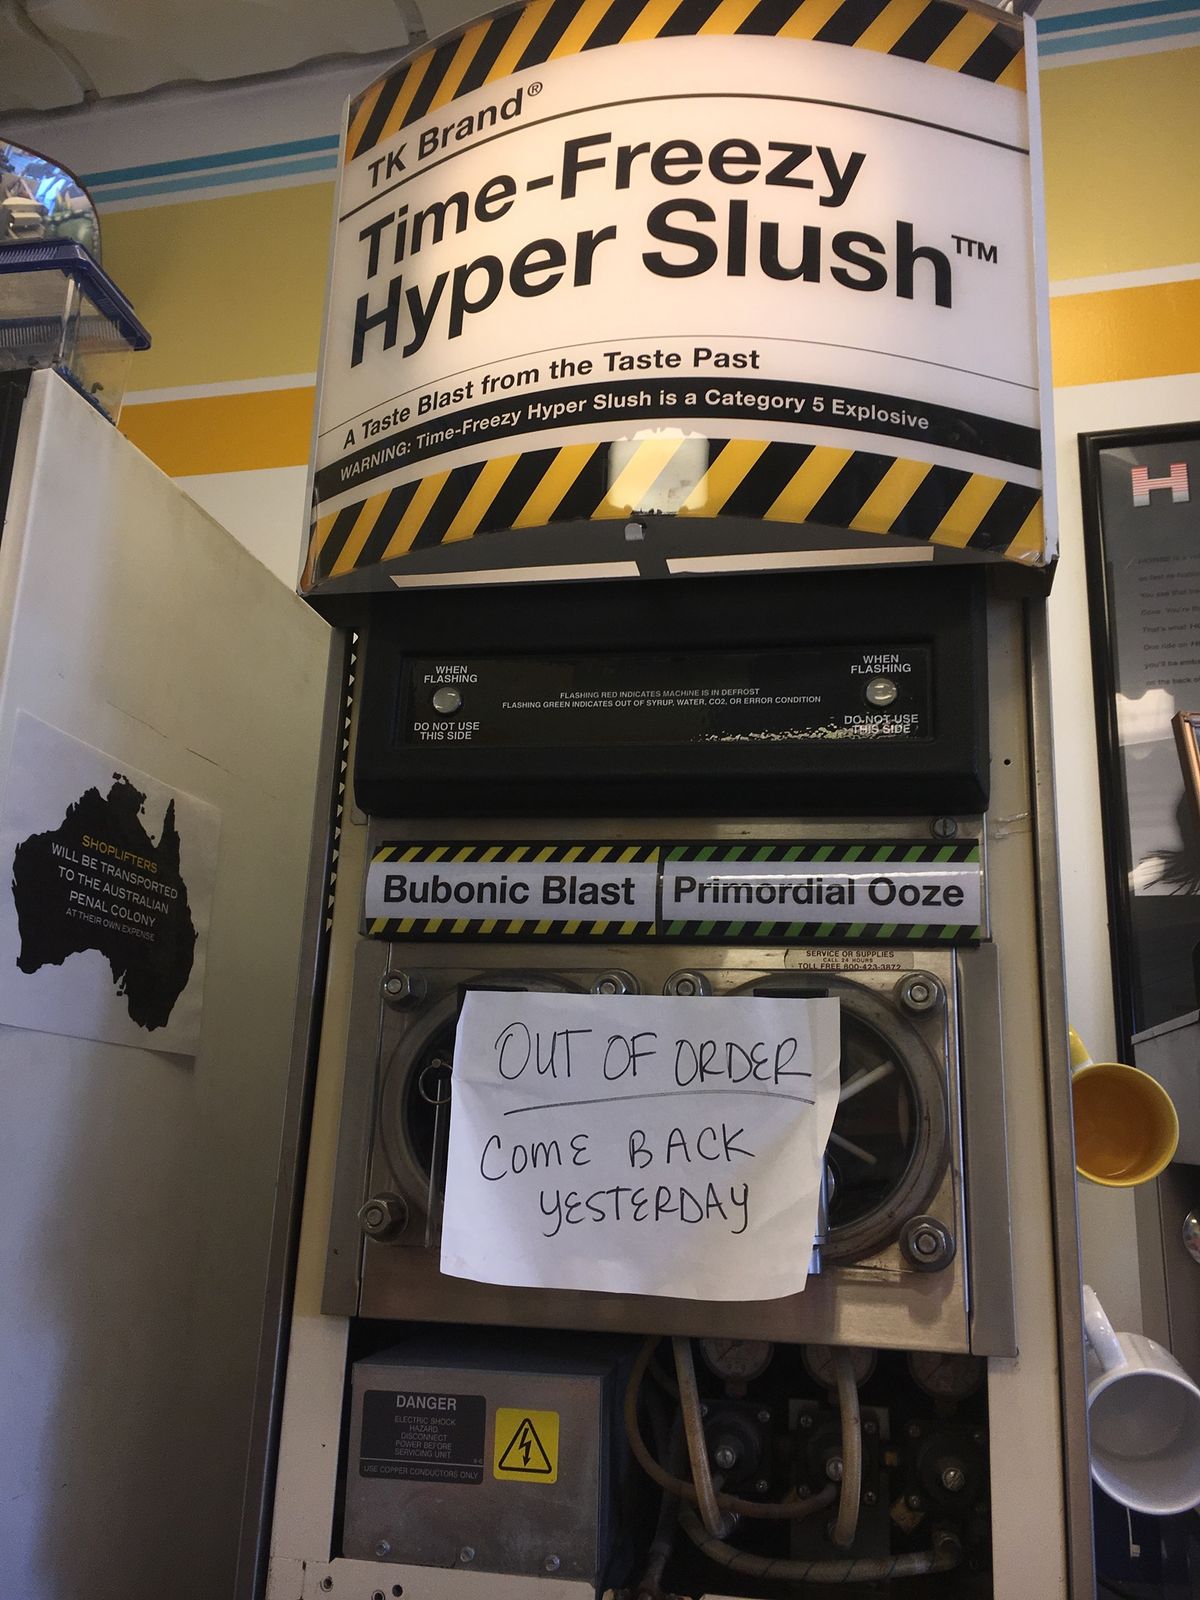 TK Brand®
Time-Freezy
Hyper Slush™
A Taste Blast from the Taste Past
WARNING: Time-Freezy Hyper Slush is a Category 5 Explosive
WHEN
FLASHING
DO NOT USE
THIS SIDE
FLASHING RED INDICATES MACHINE IS IN DEFROST
FLASHING GREEN INDICATES OUT OF SYRUP, WATER, CO2, OR ERROR CONDITION
WHEN
FLASHING
DO NOT USE
THIS SIDE
SHOPLIFTERS
WILL BE TRANSPORTED
TO THE AUSTRALIAN
PENAL COLONY
AT THEIR OWN EXPENSE
Bubonic Blast
Primordial Ooze
SERVICE OR SUPPLIES
CALL 24 HOURS
TOLL FREE 800-423-3872
OUT OF ORDER
COME BACK
YESTERDAY
DANGER
ELECTRIC SHOCK
HAZARD
DISCONNECT
POWER BEFORE
SERVICING UNIT
USE COPPER CONDUCTORS ONLY
H